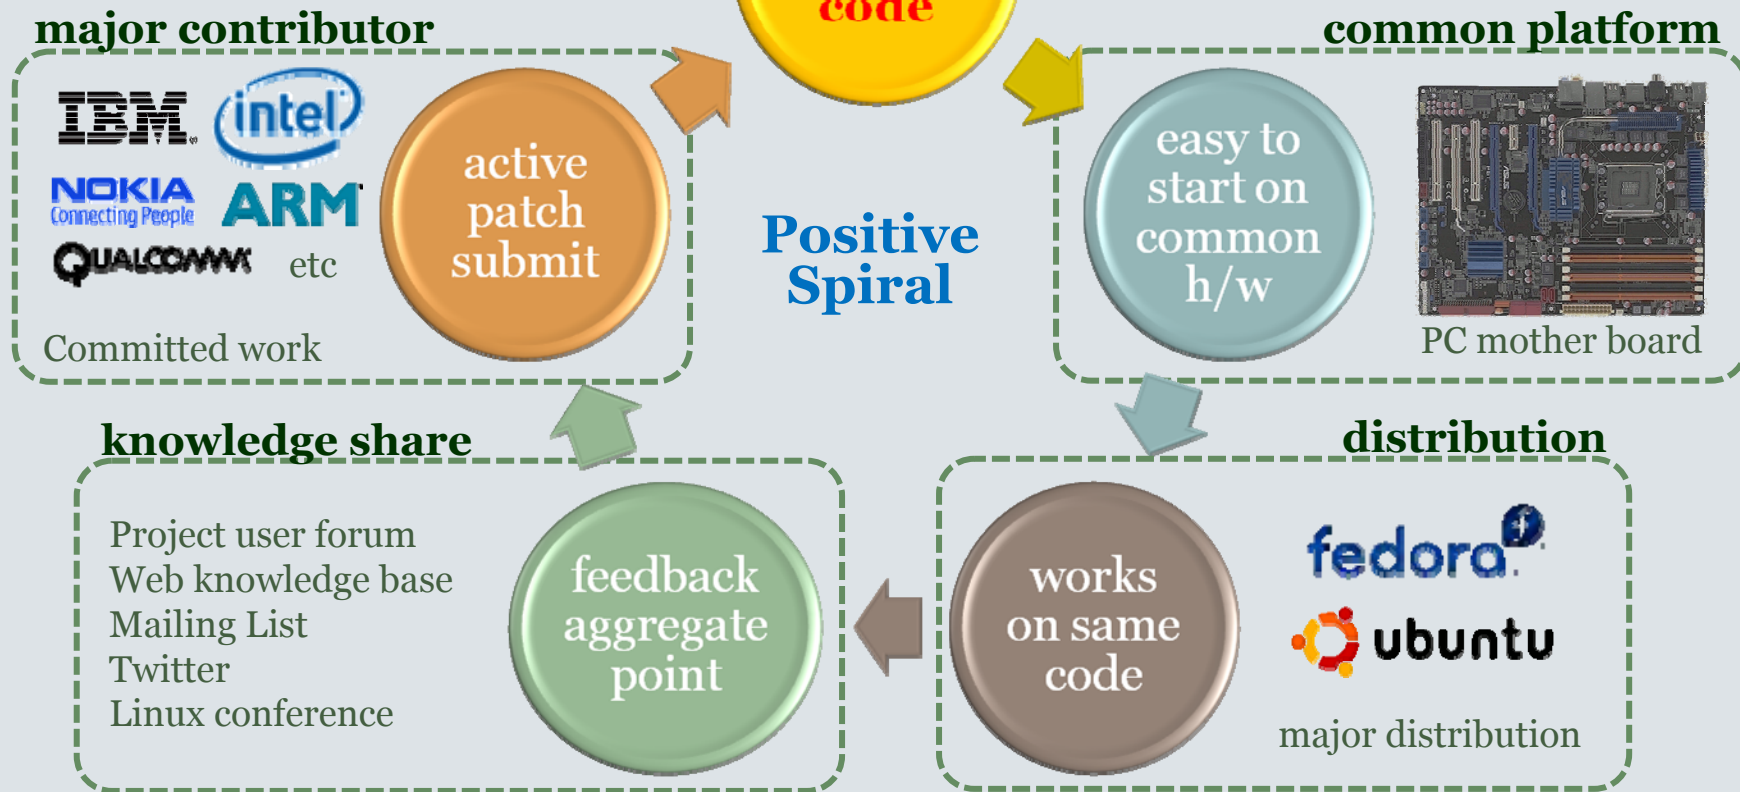 code
major contributor
IBM
intel
NOKIA
Connecting People
ARM
QUALCOMM
etc
Committed work
active
patch
submit
Positive
Spiral
common platform
easy to
start on
common
h/w
PC mother board
knowledge share
Project user forum
Web knowledge base
Mailing List
Twitter
Linux conference
feedback
aggregate
point
distribution
works
on same
code
fedora
ubuntu
major distribution